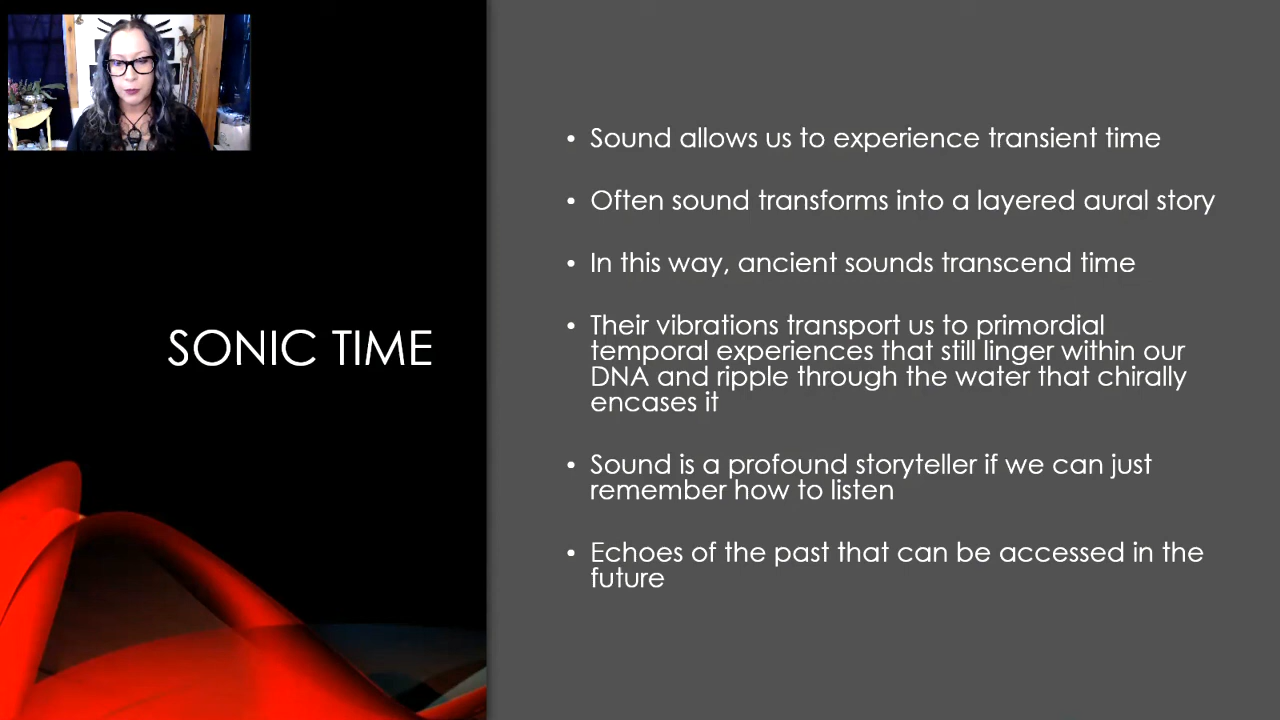 SONIC TIME
• Sound allows us to experience transient time
• Often sound transforms into a layered aural story
• In this way, ancient sounds transcend time
• Their vibrations transport us to primordial
temporal experiences that still linger within our
DNA and ripple through the water that chirally
encases it
• Sound is a profound storyteller if we can just
remember how to listen
• Echoes of the past that can be accessed in the
future